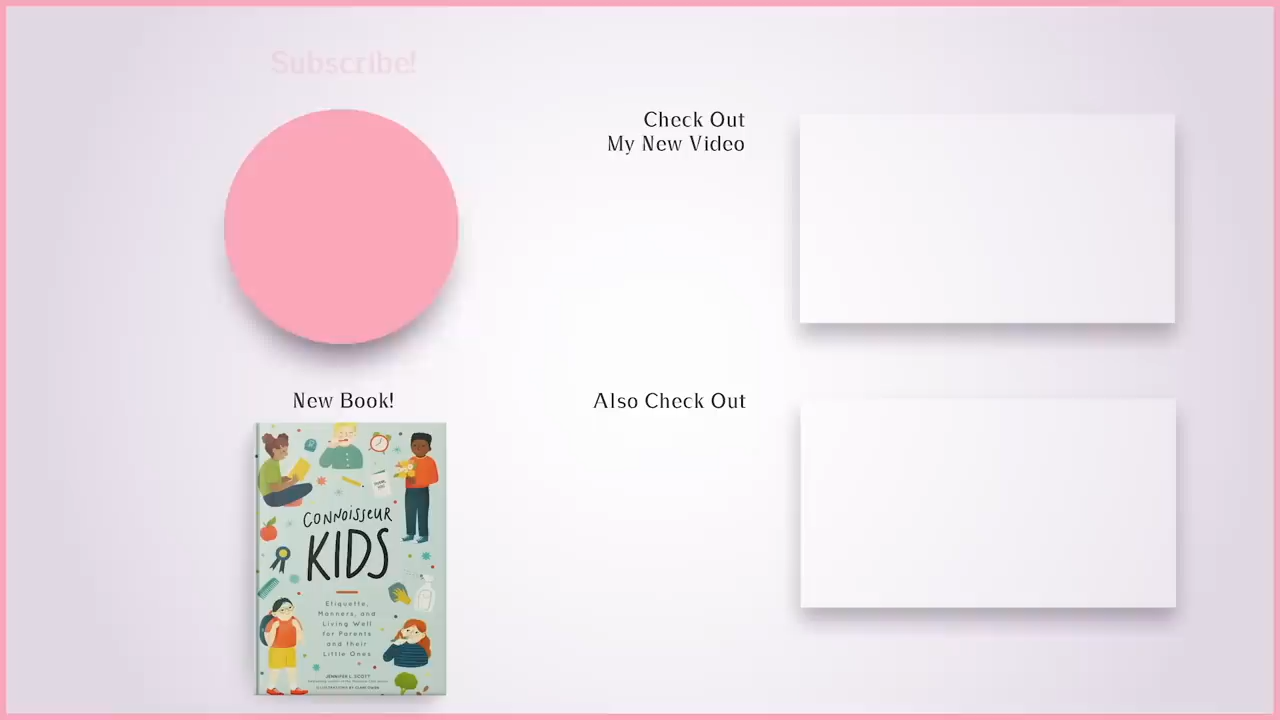 Subscribe!
Check Out
My New Video
New Book!
Also Check Out
CONNOISSEUR
KIDS
Etiquette,
Manners, and
Living Well
for Parents
and their
Little Ones
JENNIFER L. SCOTT